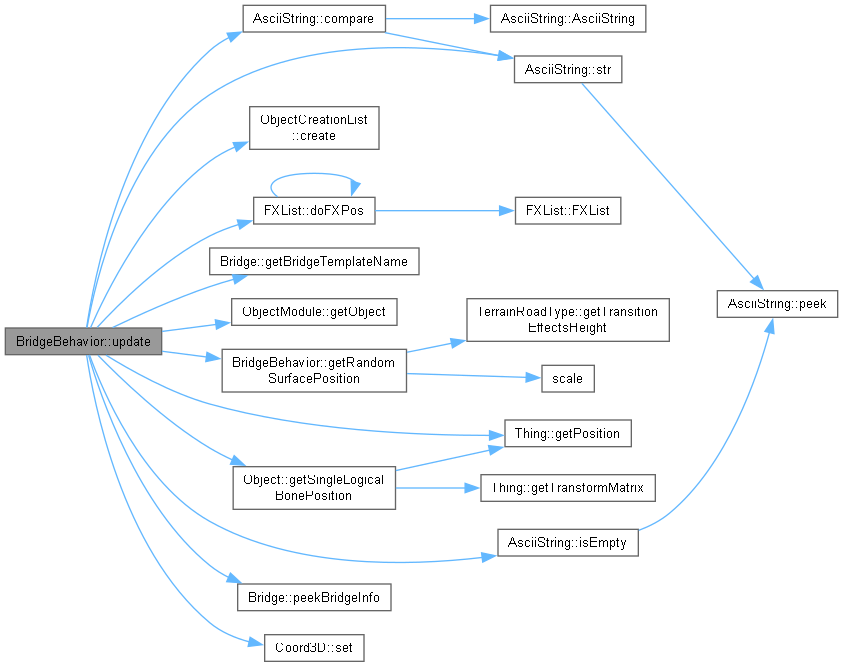 AsciiString::compare
AsciiString::AsciiString
AsciiString::str
ObjectCreationList
::create
FXList::doFXPos
FXList::FXList
Bridge::getBridgeTemplateName
ObjectModule::getObject
AsciiString::peek
TerrainRoadType::getTransition
EffectsHeight
BridgeBehavior::update
BridgeBehavior::getRandom
SurfacePosition
scale
Thing::getPosition
Object::getSingleLogical
BonePosition
Thing::getTransformMatrix
AsciiString::isEmpty
Bridge::peekBridgeInfo
Coord3D::set